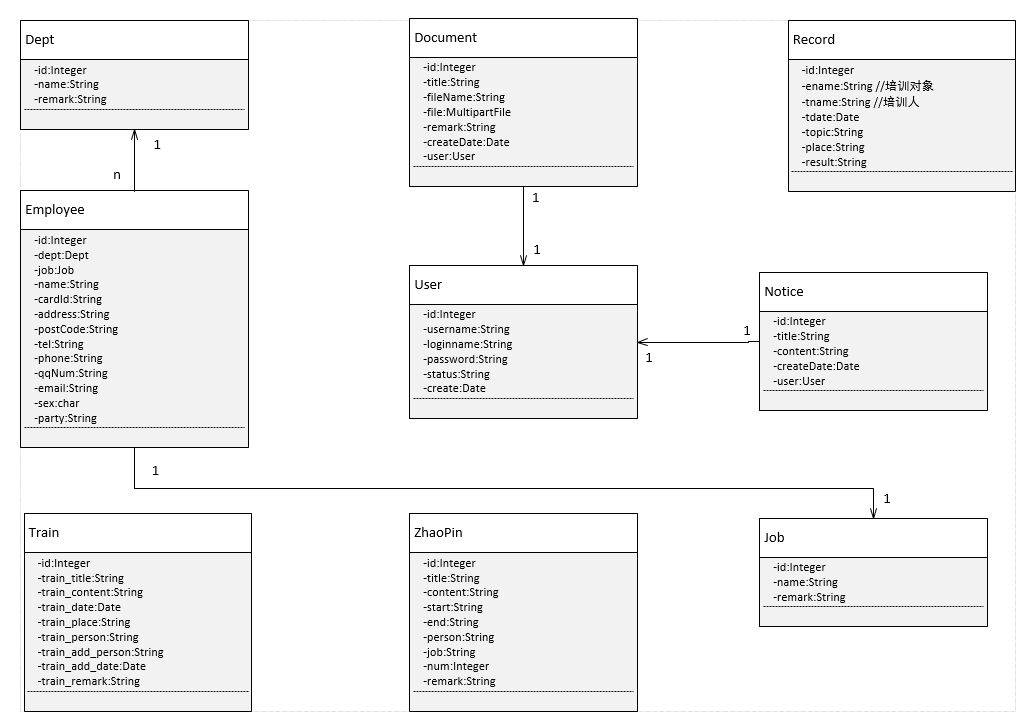 Dept
-id:Integer
-name:String
-remark:String
1
n
Employee
-id:Integer
-dept:Dept
-job:Job
-name:String
-cardId:String
-address:String
-postCode:String
-tel:String
-phone:String
-qqNum:String
-email:String
-sex:char
-party:String
1
1
Document
-id:Integer
-title:String
-fileName:String
-file:MultipartFile
-remark:String
-createDate:Date
-user:User
1
1
User
-id:Integer
-username:String
-loginname:String
-password:String
-status:String
-create:Date
1
1
Record
-id:Integer
-ename:String //培训对象
-tname:String //培训人
-tdate:Date
-topic:String
-place:String
-result:String
Notice
-id:Integer
-title:String
-content:String
-createDate:Date
-user:User
Train
-id:Integer
-train_title:String
-train_content:String
-train_date:Date
-train_place:String
-train_person:String
-train_add_person:String
-train_add_date:Date
-train_remark:String
ZhaoPin
-id:Integer
-title:String
-content:String
-start:String
-end:String
-person:String
-job:String
-num:Integer
-remark:String
Job
-id:Integer
-name:String
-remark:String